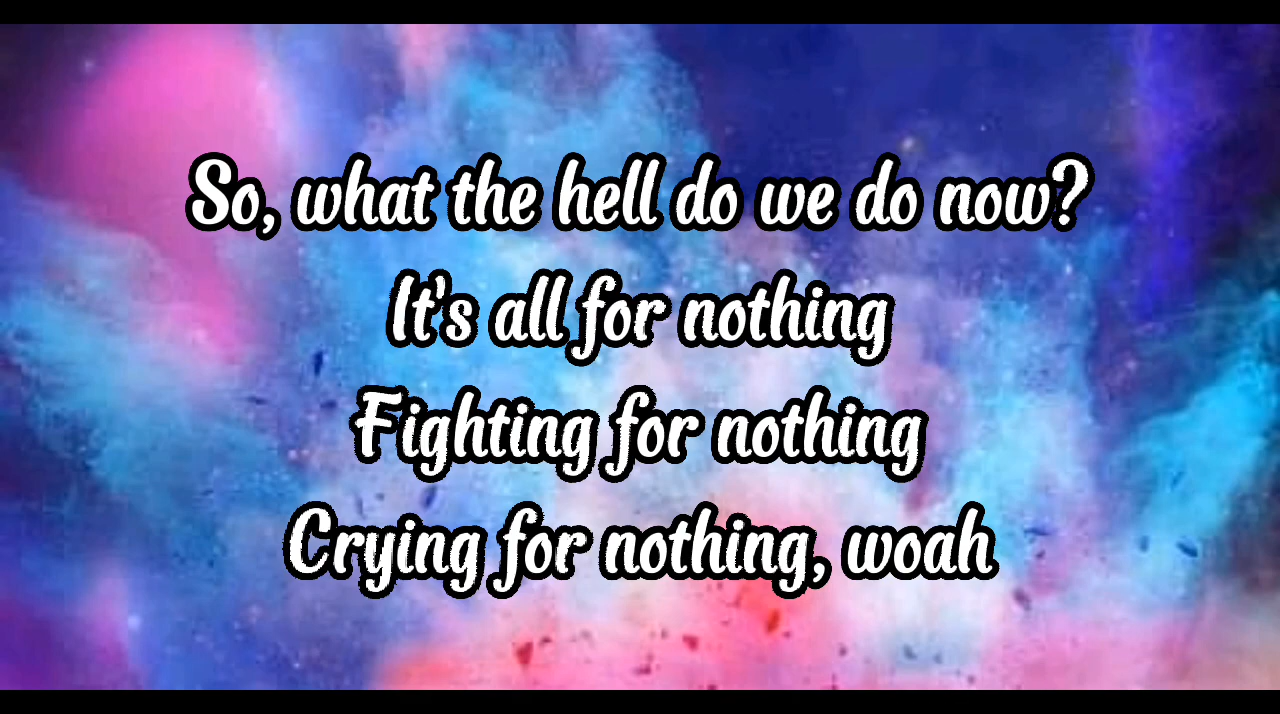 So, what the hell do we do now?
It's all for nothing
Fighting for nothing
Crying for nothing, woah